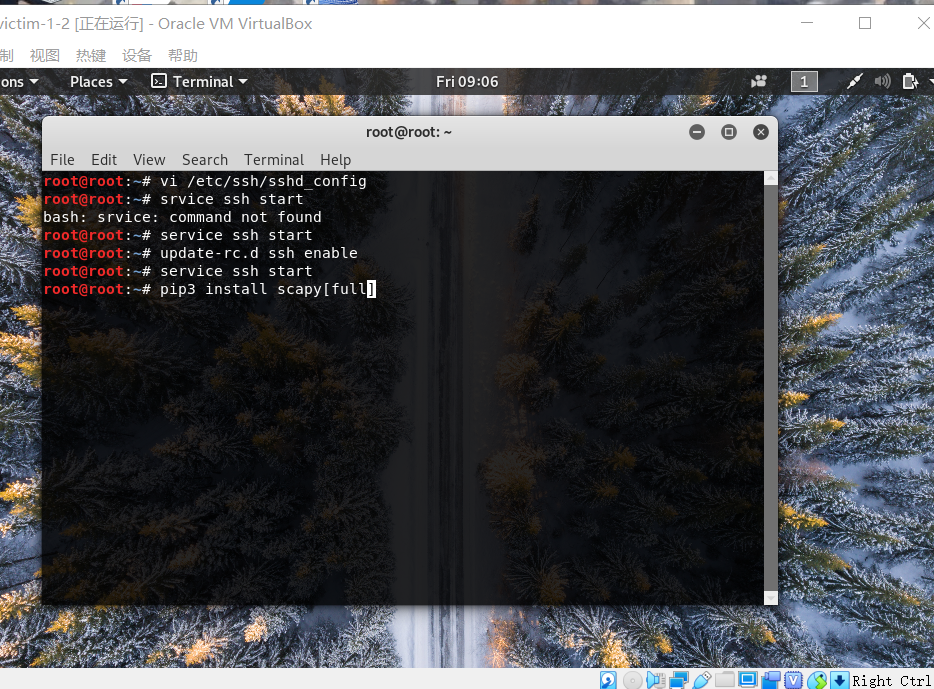 victim-1-2 [正在运行] - Oracle VM VirtualBox
制 视图 热键 设备 帮助
ons Places Terminal Fri 09:06 1
root@root: ~
File Edit View Search Terminal Help
root@root:~# vi /etc/ssh/sshd_config
root@root:~# srvice ssh start
bash: srvice: command not found
root@root:~# service ssh start
root@root:~# update-rc.d ssh enable
root@root:~# service ssh start
root@root:~# pip3 install scapy[full]
Right Ctrl